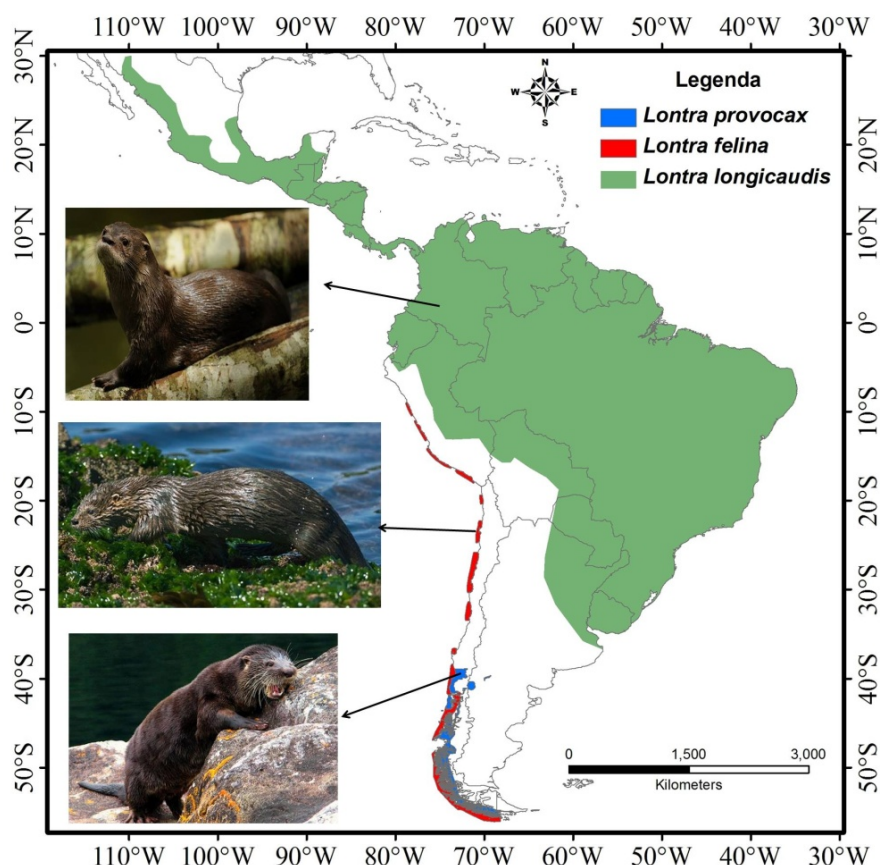 110°W 100°W 90°W 80°W 70°W 60°W 50°W 40°W 30°W
30°N
20°N
10°N
0°
10°S
20°S
30°S
40°S
50°S
N
W E
S
Legenda
Lontra provocax
Lontra felina
Lontra longicaudis
30°N
20°N
10°N
0°
10°S
20°S
30°S
40°S
50°S
0 1,500 3,000
Kilometers
110°W 100°W 90°W 80°W 70°W 60°W 50°W 40°W 30°W